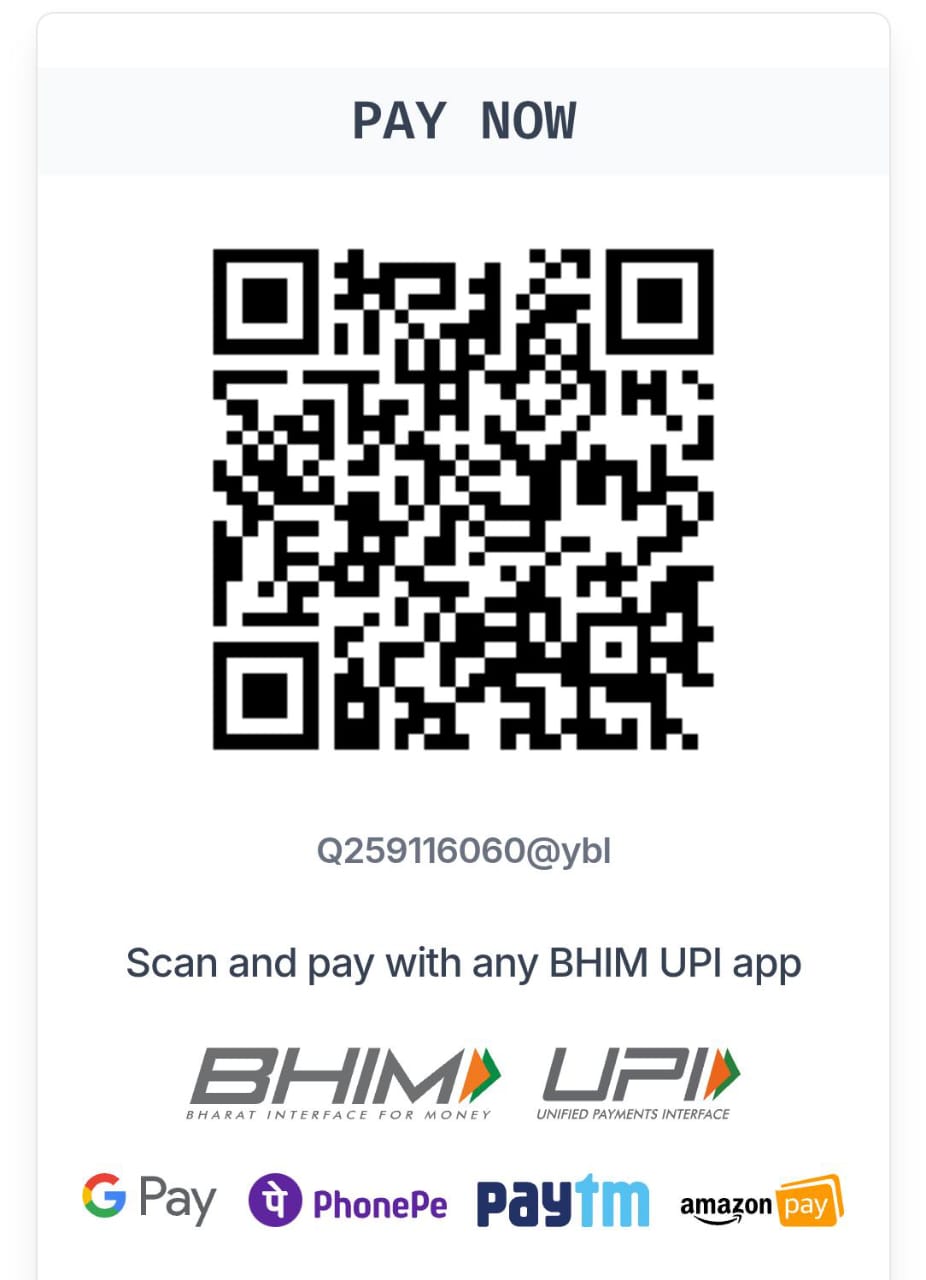 PAY NOW
Q259116060@ybl
Scan and pay with any BHIM UPI app
BHIM UPI
BHARAT INTERFACE FOR MONEY UNIFIED PAYMENTS INTERFACE
G Pay पे PhonePe paytm amazon pay